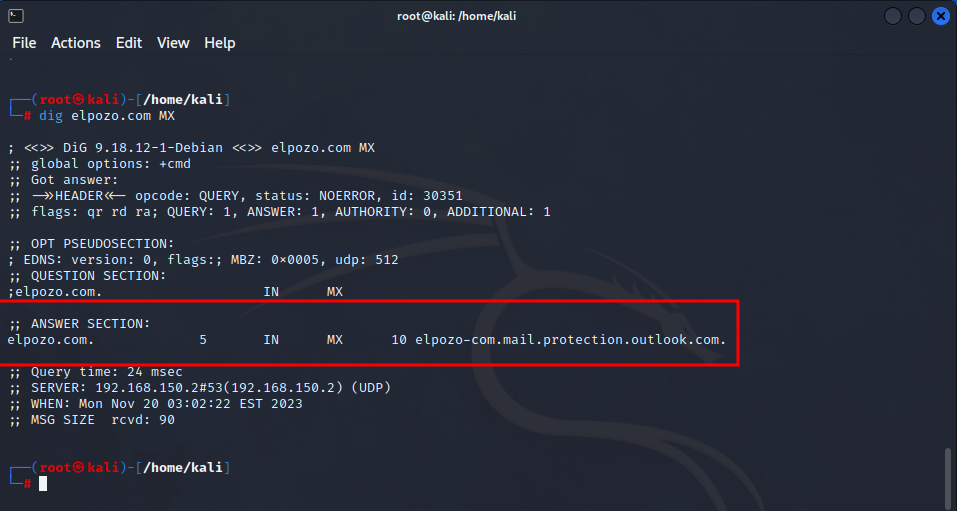 root@kali: /home/kali
File Actions Edit View Help
┌──(root㉿kali)-[/home/kali]
└─# dig elpozo.com MX
; <<>> DiG 9.18.12-1-Debian <<>> elpozo.com MX
;; global options: +cmd
;; Got answer:
;; ->>HEADER<<- opcode: QUERY, status: NOERROR, id: 30351
;; flags: qr rd ra; QUERY: 1, ANSWER: 1, AUTHORITY: 0, ADDITIONAL: 1
;; OPT PSEUDOSECTION:
; EDNS: version: 0, flags:; MBZ: 0x0005, udp: 512
;; QUESTION SECTION:
;elpozo.com. IN MX
;; ANSWER SECTION:
elpozo.com. 5 IN MX 10 elpozo-com.mail.protection.outlook.com.
;; Query time: 24 msec
;; SERVER: 192.168.150.2#53(192.168.150.2) (UDP)
;; WHEN: Mon Nov 20 03:02:22 EST 2023
;; MSG SIZE rcvd: 90
┌──(root㉿kali)-[/home/kali]
└─#